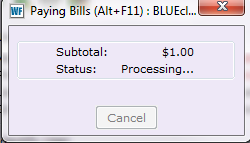 WF Paying Bills (Alt+F11) : BLUEcl
Subtotal: $1.00
Status: Processing...
Cancel